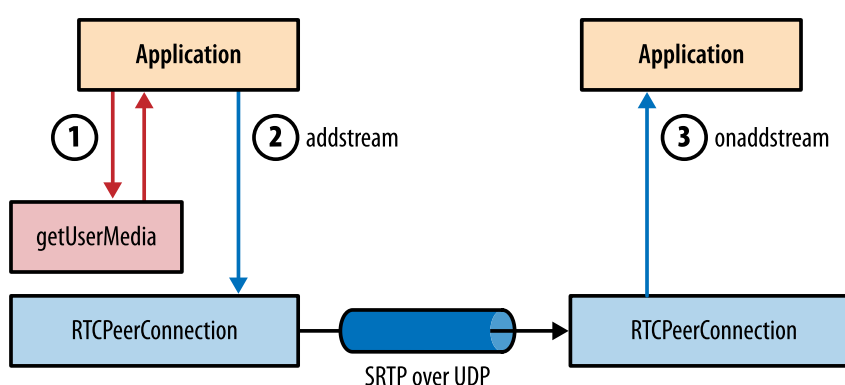 Application
Application
1
2 addstream
3 onaddstream
getUserMedia
RTCPeerConnection
RTCPeerConnection
SRTP over UDP